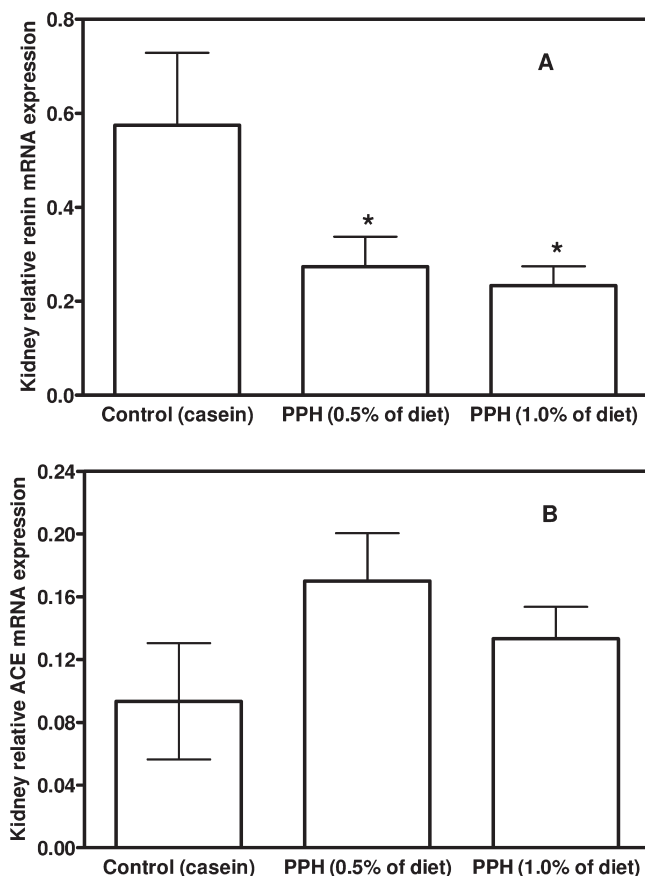 Kidney relative renin mRNA expression
0.8
0.6
0.4
0.2
0.0
A
*
*
Control (casein)
PPH (0.5% of diet)
PPH (1.0% of diet)
Kidney relative ACE mRNA expression
0.24
0.20
0.16
0.12
0.08
0.04
0.00
B
Control (casein)
PPH (0.5% of diet)
PPH (1.0% of diet)